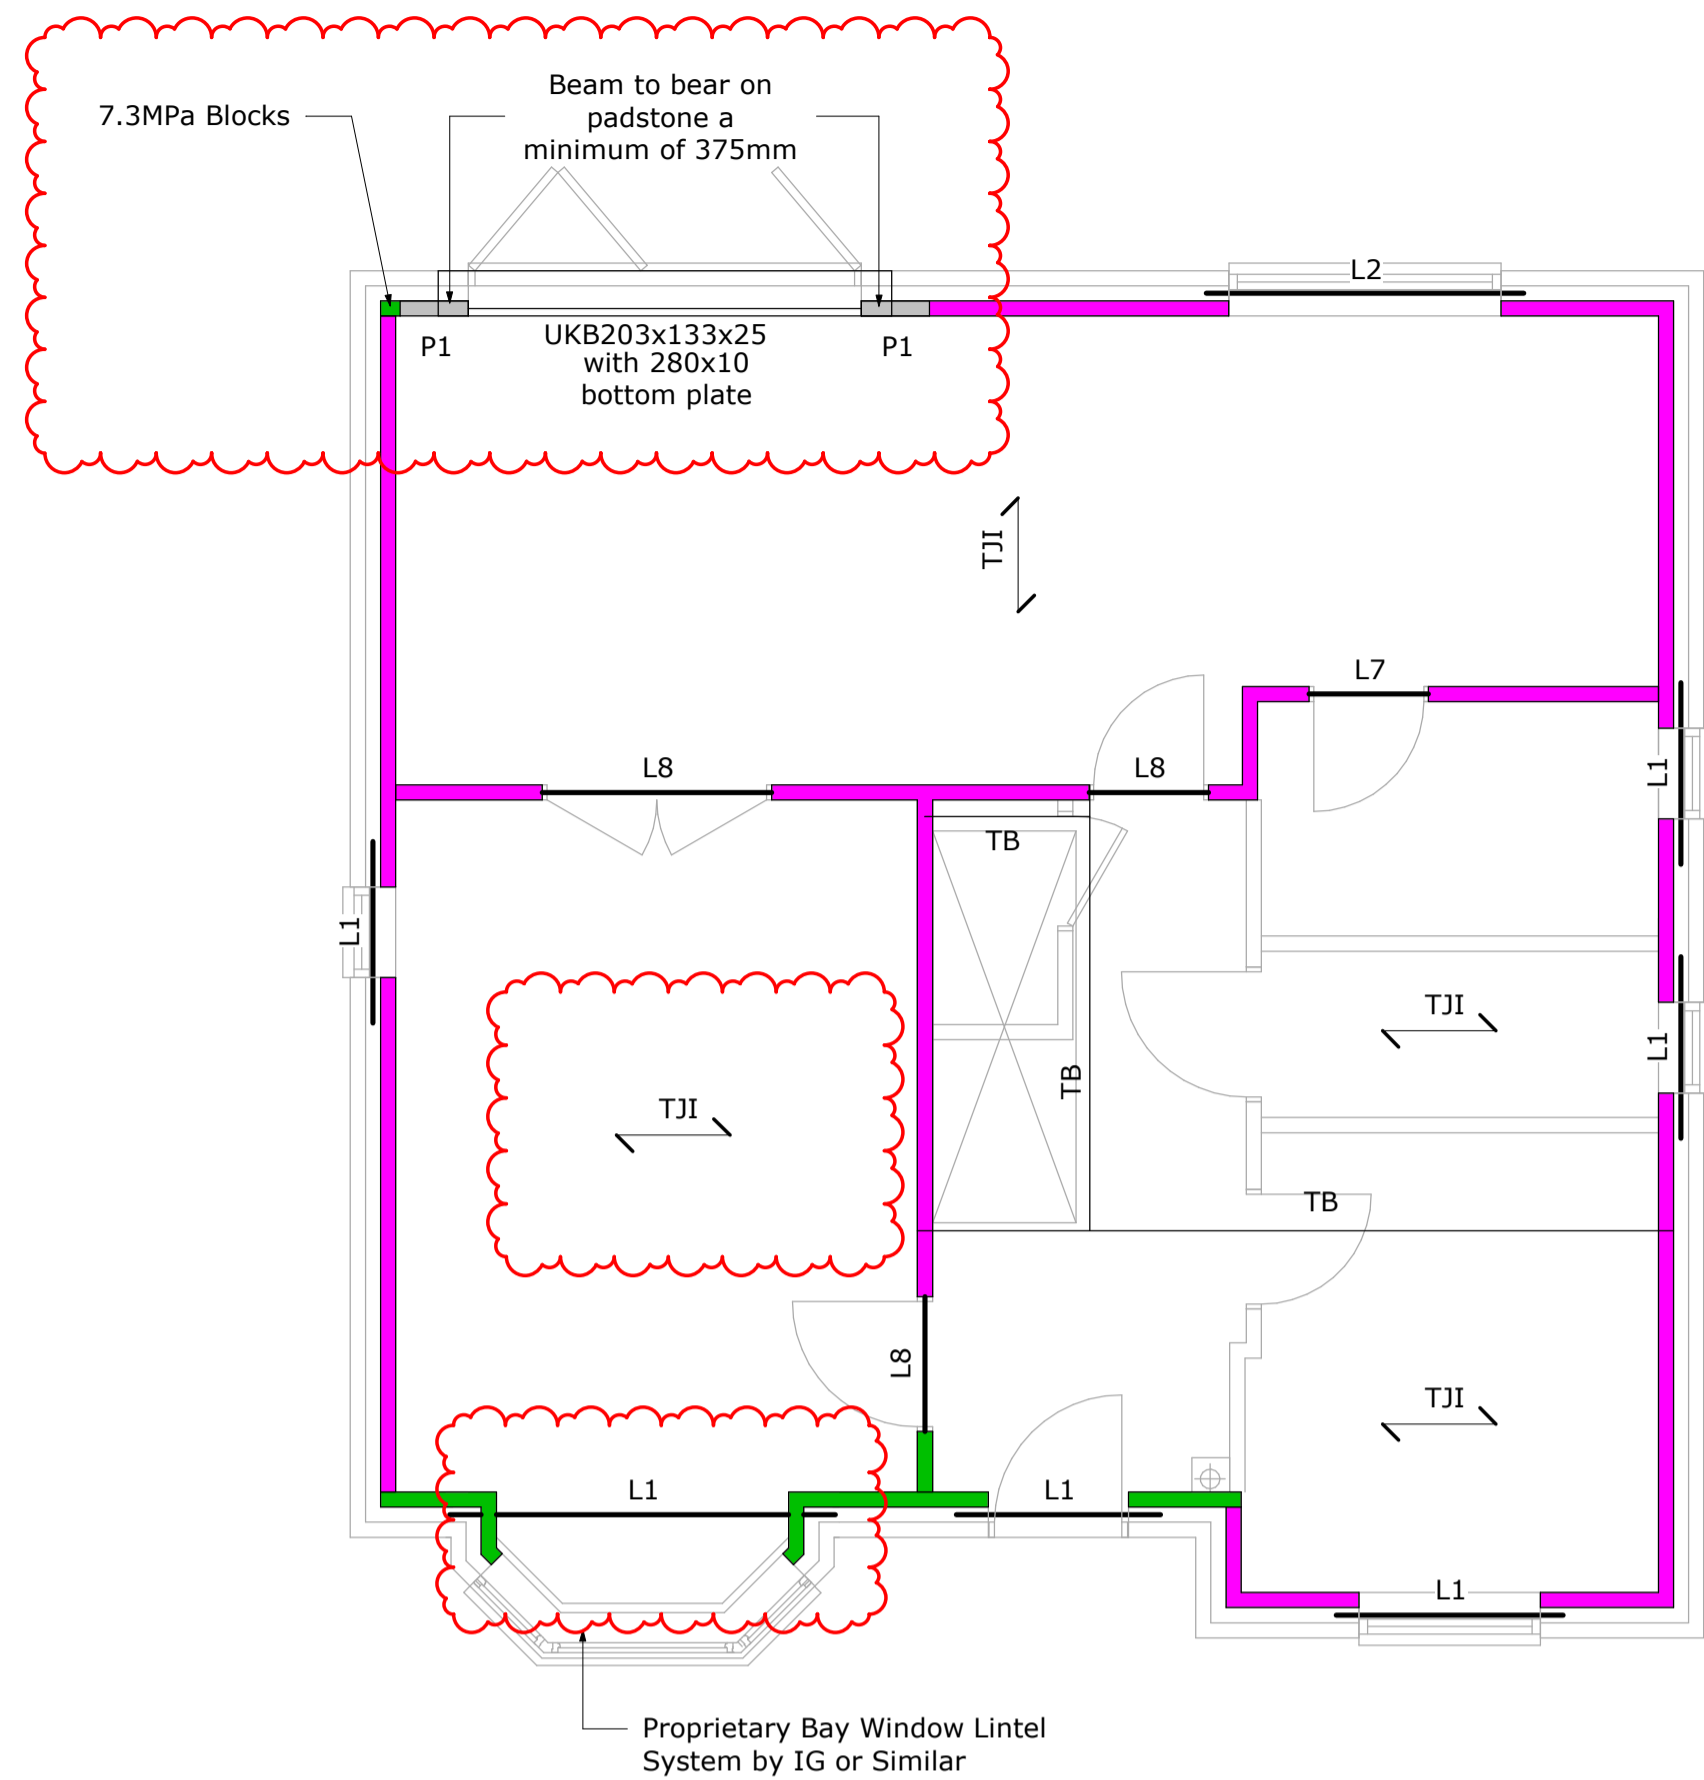 Beam to bear on
padstone a
minimum of 375mm
7.3MPa Blocks
L2
P1
UKB203x133x25
with 280x10
bottom plate
P1
TJI
L7
L8
L8
L1
TB
L1
TJI
L1
TB
TJI
TB
L8
TJI
L1
L1
L1
Proprietary Bay Window Lintel
System by IG or Similar